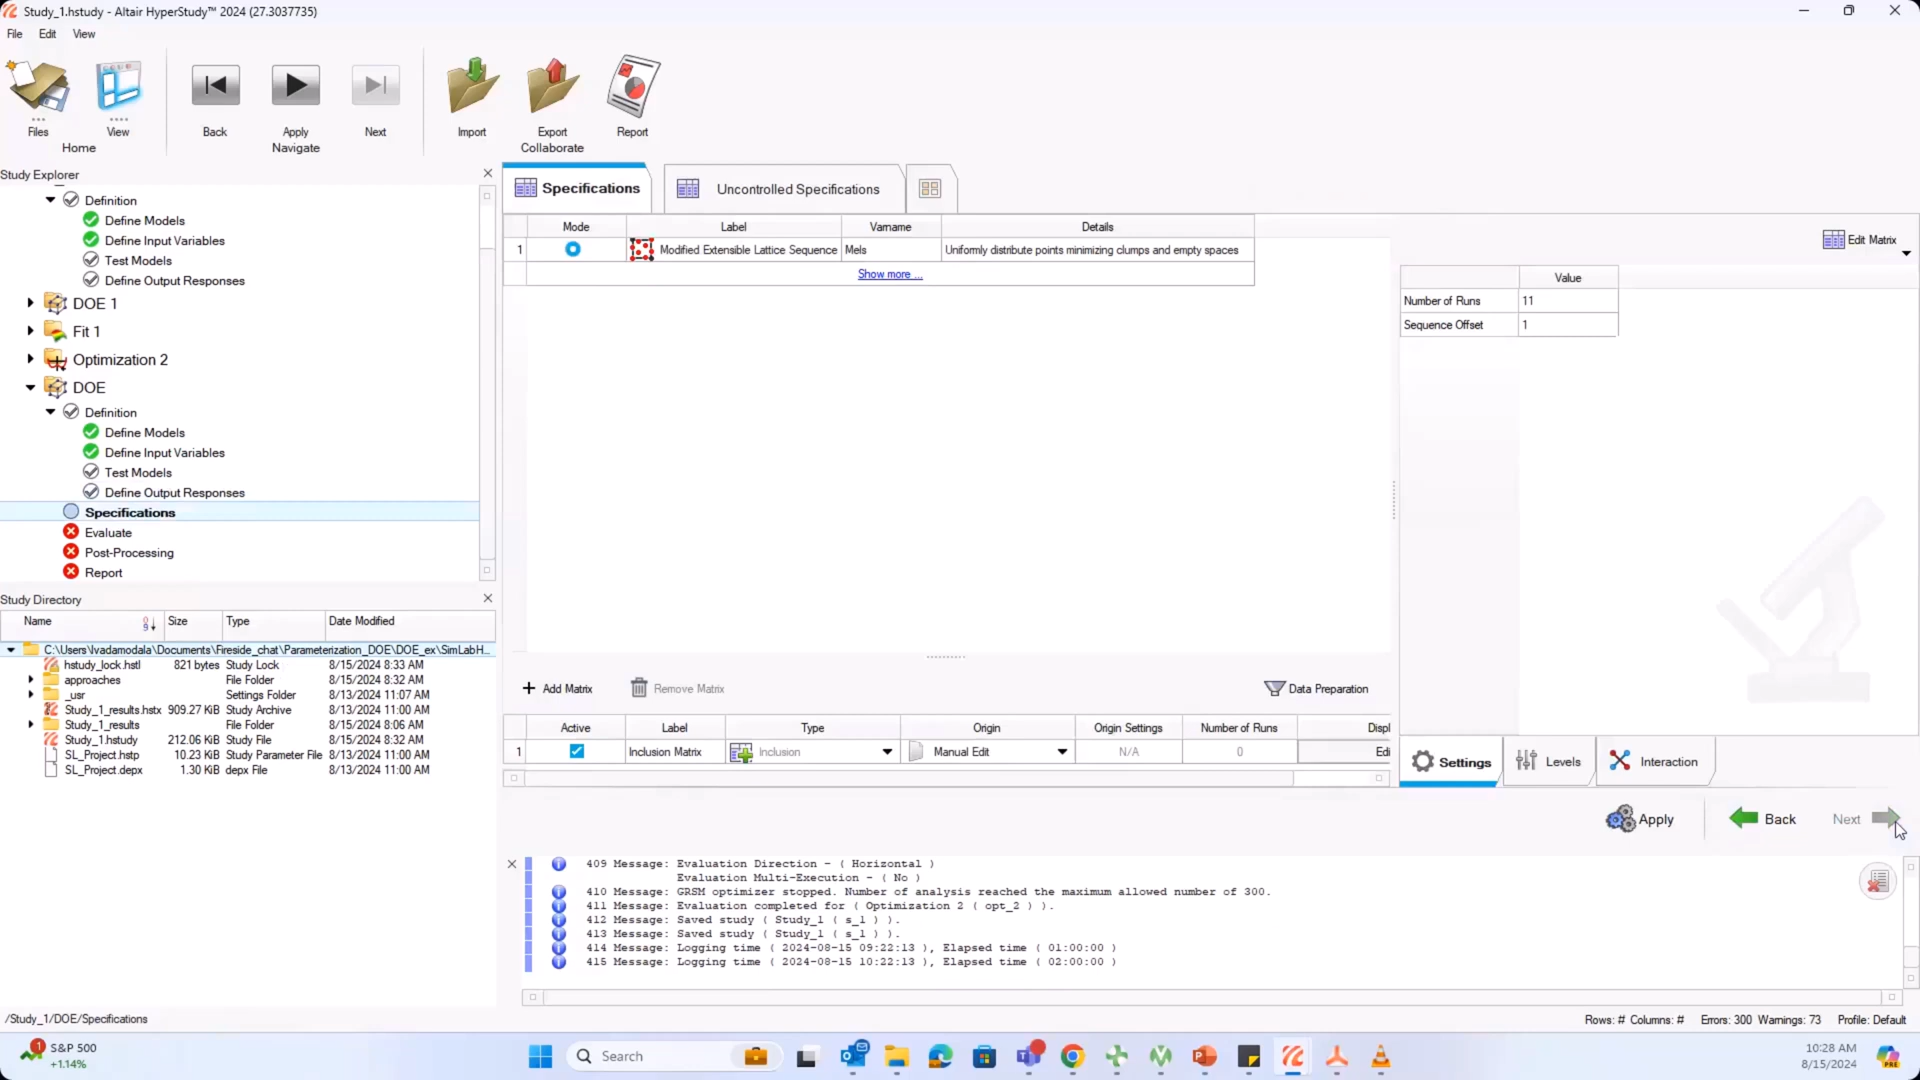 Study_1.hstudy - Altair HyperStudy™ 2024 (27.3037735)
File Edit View
Files View Back Apply Next Import Export Report
Home Navigate Collaborate
Study Explorer
Definition
Define Models
Define Input Variables
Test Models
Define Output Responses
DOE 1
Fit 1
Optimization 2
DOE
Definition
Define Models
Define Input Variables
Test Models
Define Output Responses
Specifications
Evaluate
Post-Processing
Report
Study Directory
Name Size Type Date Modified
C:\Users\lvadamodala\Documents\Fireside_chat\Parameterization_DOE\DOE_ex\SimLabH...
hstudy_lock.hstl 821 bytes Study Lock 8/15/2024 8:33 AM
approaches File Folder 8/15/2024 8:32 AM
_usr Settings Folder 8/13/2024 11:07 AM
Study_1_results.hstx 909.27 KiB Study Archive 8/13/2024 11:00 AM
Study_1_results File Folder 8/15/2024 8:06 AM
Study_1.hstudy 212.06 KiB Study File 8/15/2024 8:32 AM
SL_Project.hstp 10.23 KiB Study Parameter File 8/13/2024 11:00 AM
SL_Project.depx 1.30 KiB depx File 8/13/2024 11:00 AM
Specifications Uncontrolled Specifications
Mode Label Varname Details
1 Modified Extensible Lattice Sequence Mels Uniformly distribute points minimizing clumps and empty spaces
Show more ...
Edit Matrix
Value
Number of Runs 11
Sequence Offset 1
Add Matrix Remove Matrix Data Preparation
Active Label Type Origin Origin Settings Number of Runs Displ
1 Inclusion Matrix Inclusion Manual Edit N/A 0 Edi
Settings Levels Interaction
Apply Back Next
409 Message: Evaluation Direction - ( Horizontal )
Evaluation Multi-Execution - ( No )
410 Message: GRSM optimizer stopped. Number of analysis reached the maximum allowed number of 300.
411 Message: Evaluation completed for ( Optimization 2 ( opt_2 ) ).
412 Message: Saved study ( Study_1 ( s_1 ) ).
413 Message: Saved study ( Study_1 ( s_1 ) ).
414 Message: Logging time ( 2024-08-15 09:22:13 ), Elapsed time ( 01:00:00 )
415 Message: Logging time ( 2024-08-15 10:22:13 ), Elapsed time ( 02:00:00 )
/Study_1/DOE/Specifications
Rows: # Columns: # Errors: 300 Warnings: 73 Profile: Default
1
S&P 500
+1.14%
Search
10:28 AM
8/15/2024
PRE